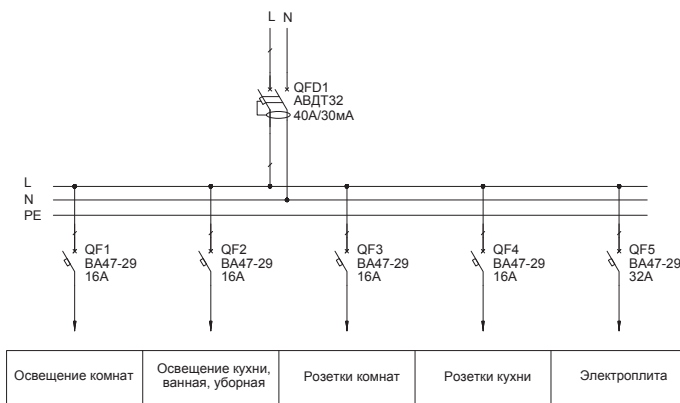 L N
QFD1
АВДТ32
40А/30мА
L
N
PE
QF1
ВА47-29
16А
QF2
ВА47-29
16А
QF3
ВА47-29
16А
QF4
ВА47-29
16А
QF5
ВА47-29
32А
Освещение комнат
Освещение кухни,
ванная, уборная
Розетки комнат
Розетки кухни
Электроплита